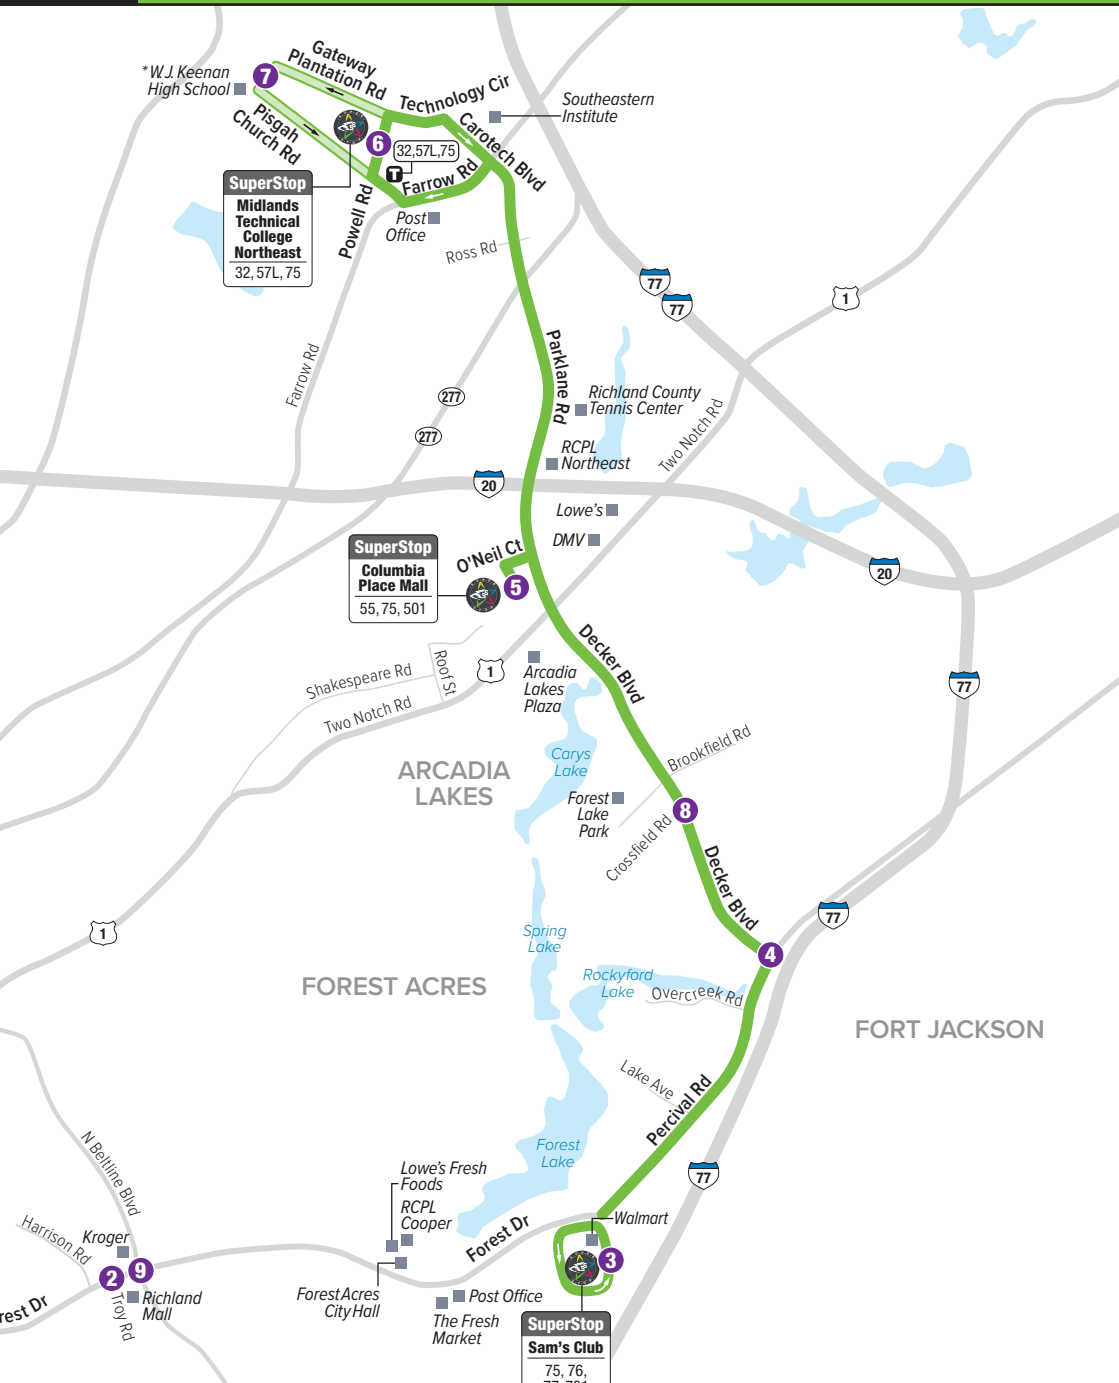 Gateway
Plantation Rd
*W.J. Keenan
High School
7
Technology Cir
Southeastern
Institute
Pisgah
Church Rd
6
Carotech Blvd
32,57L,75
T
Farrow Rd
SuperStop
Midlands
Technical
College
Northeast
32, 57L, 75
Powell Rd
Post
Office
Ross Rd
77
77
1
Farrow Rd
Parklane Rd
277
277
Richland County
Tennis Center
Two Notch Rd
RCPL
Northeast
20
Lowe's
DMV
20
SuperStop
Columbia
Place Mall
55, 75, 501
O'Neil Ct
5
Decker Blvd
Shakespeare Rd
Roof St
1
Two Notch Rd
Arcadia
Lakes
Plaza
77
ARCADIA
LAKES
Carys
Lake
Brookfield Rd
Forest
Lake
Park
8
Crossfield Rd
Decker Blvd
77
1
Spring
Lake
4
FOREST ACRES
Rockyford
Lake
Overcreek Rd
FORT JACKSON
Lake Ave
Percival Rd
N Beltline Blvd
Forest
Lake
77
Lowe's Fresh
Foods
RCPL
Cooper
Harrison Rd
Kroger
Forest Dr
Walmart
2
9
3
Richland
Mall
Troy Rd
rest Dr
Forest Acres
City Hall
Post Office
The Fresh
Market
SuperStop
Sam's Club
75, 76,